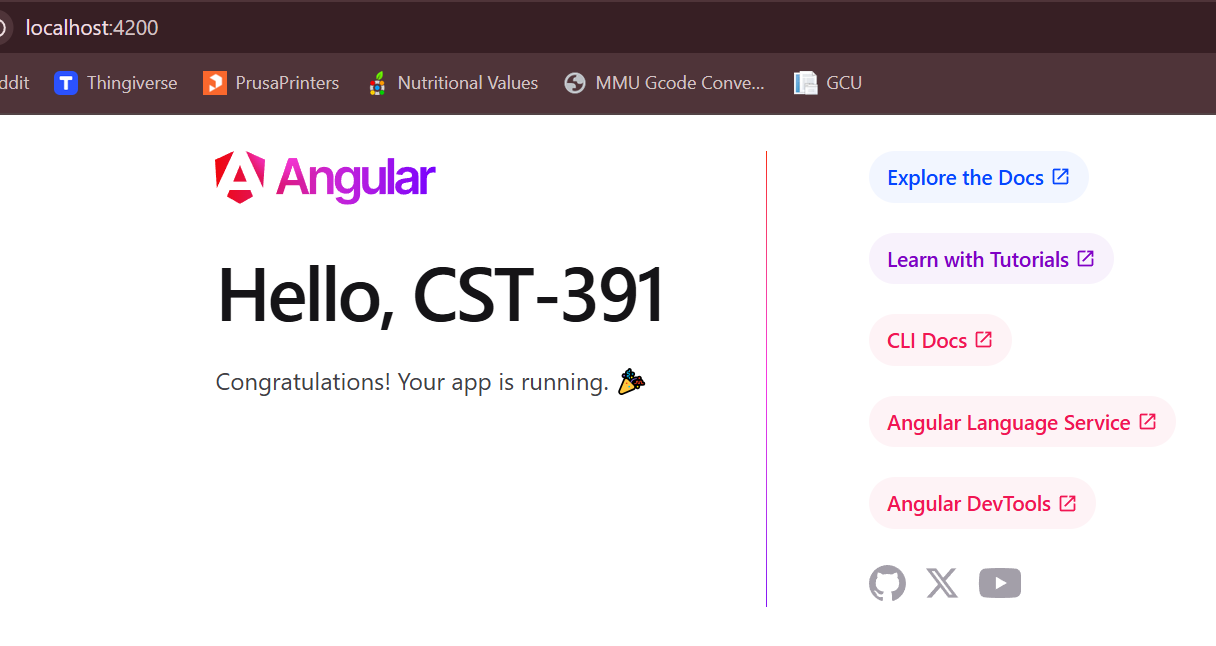 localhost:4200
ddit Thingiverse PrusaPrinters Nutritional Values MMU Gcode Conve... GCU
Angular
Hello, CST-391
Congratulations! Your app is running. 🎉
Explore the Docs
Learn with Tutorials
CLI Docs
Angular Language Service
Angular DevTools